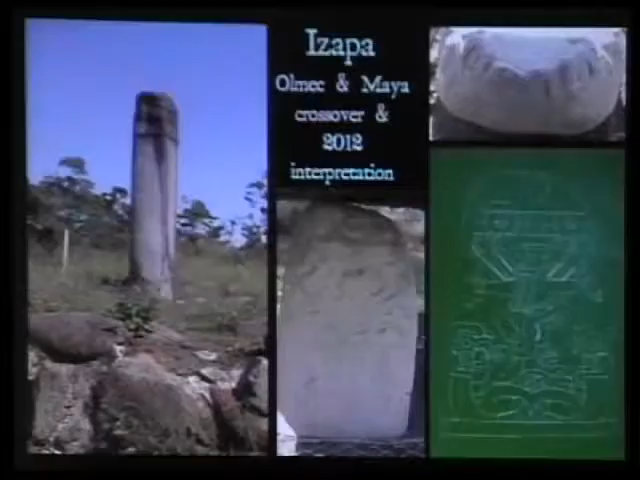 Izapa
Olmec & Maya
crossover &
2012
interpretation